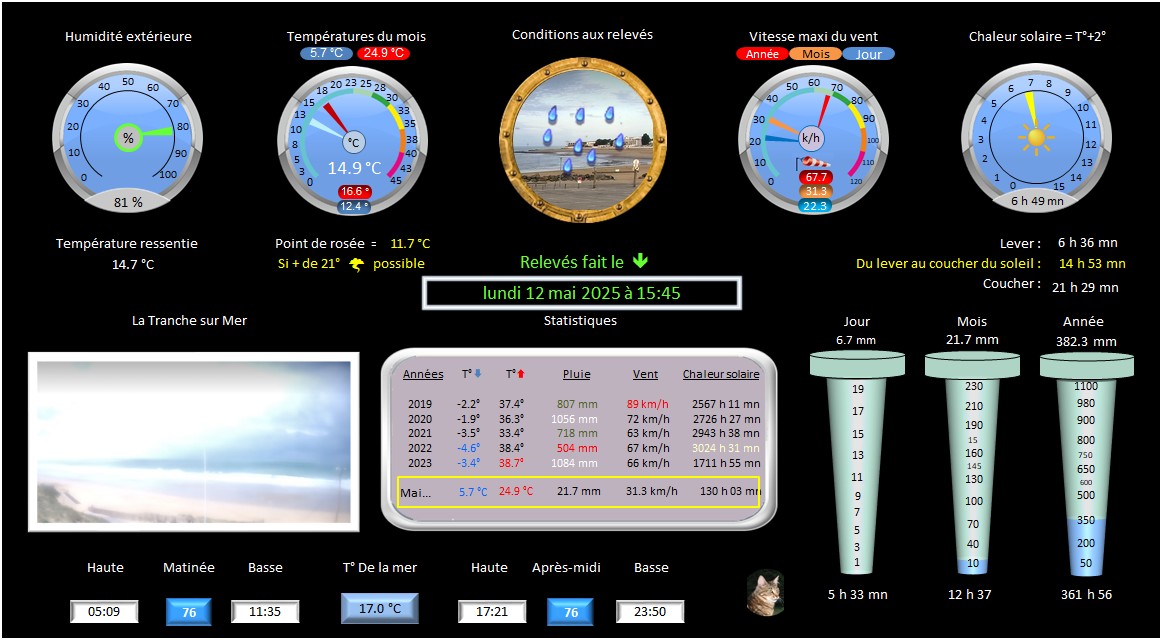 Humidité extérieure
Températures du mois
Conditions aux relevés
Vitesse maxi du vent
Chaleur solaire = T°+2°
5.7 °C 24.9 °C
Année Mois Jour
0 10 20 30 40 50 60 70 80 90 100
%
81 %
0 3 5 8 10 13 16 18 20 23 25 28 30 33 35 38 40 43 45
°C
14.9 °C
16.6 °
12.4 °
0 10 20 30 40 50 60 70 80 90 100 110 120
k/h
67.7
31.3
22.3
0 1 2 3 4 5 6 7 8 9 10 11 12 13 14 15
6 h 49 mn
Température ressentie
14.7 °C
Point de rosée = 11.7 °C
Si + de 21° possible
Relevés fait le
lundi 12 mai 2025 à 15:45
Lever : 6 h 36 mn
Du lever au coucher du soleil : 14 h 53 mn
Coucher : 21 h 29 mn
La Tranche sur Mer
Statistiques
Années T° T° Pluie Vent Chaleur solaire
2019 -2.2° 37.4° 807 mm 89 km/h 2567 h 11 mn
2020 -1.9° 36.3° 1056 mm 72 km/h 2726 h 27 mn
2021 -3.5° 33.4° 718 mm 63 km/h 2943 h 38 mn
2022 -4.6° 38.4° 504 mm 67 km/h 3024 h 31 mn
2023 -3.4° 38.7° 1084 mm 66 km/h 1711 h 55 mn
Mai... 5.7 °C 24.9 °C 21.7 mm 31.3 km/h 130 h 03 mn
Jour
6.7 mm
19
17
15
13
11
9
7
5
3
1
5 h 33 mn
Mois
21.7 mm
230
210
190
15
160
145
130
100
70
40
10
12 h 37
Année
382.3 mm
1100
980
900
800
750
650
600
500
350
200
50
361 h 56
Haute Matinée Basse
05:09 76 11:35
T° De la mer
17.0 °C
Haute Après-midi Basse
17:21 76 23:50